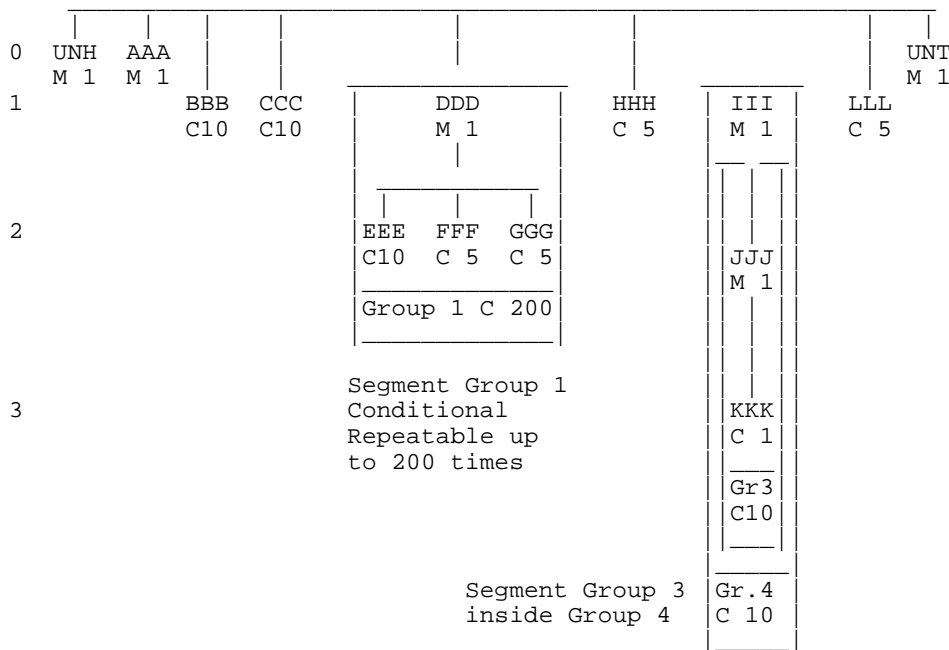 0 UNH AAA UNT
M 1 M 1 M 1
1 BBB CCC DDD HHH III LLL
C10 C10 M 1 C 5 M 1 C 5
2 EEE FFF GGG
C10 C 5 C 5 JJJ
M 1
Group 1 C 200
Segment Group 1
3 Conditional KKK
Repeatable up C 1
to 200 times
Gr3
C10
Segment Group 3 Gr.4
inside Group 4 C 10